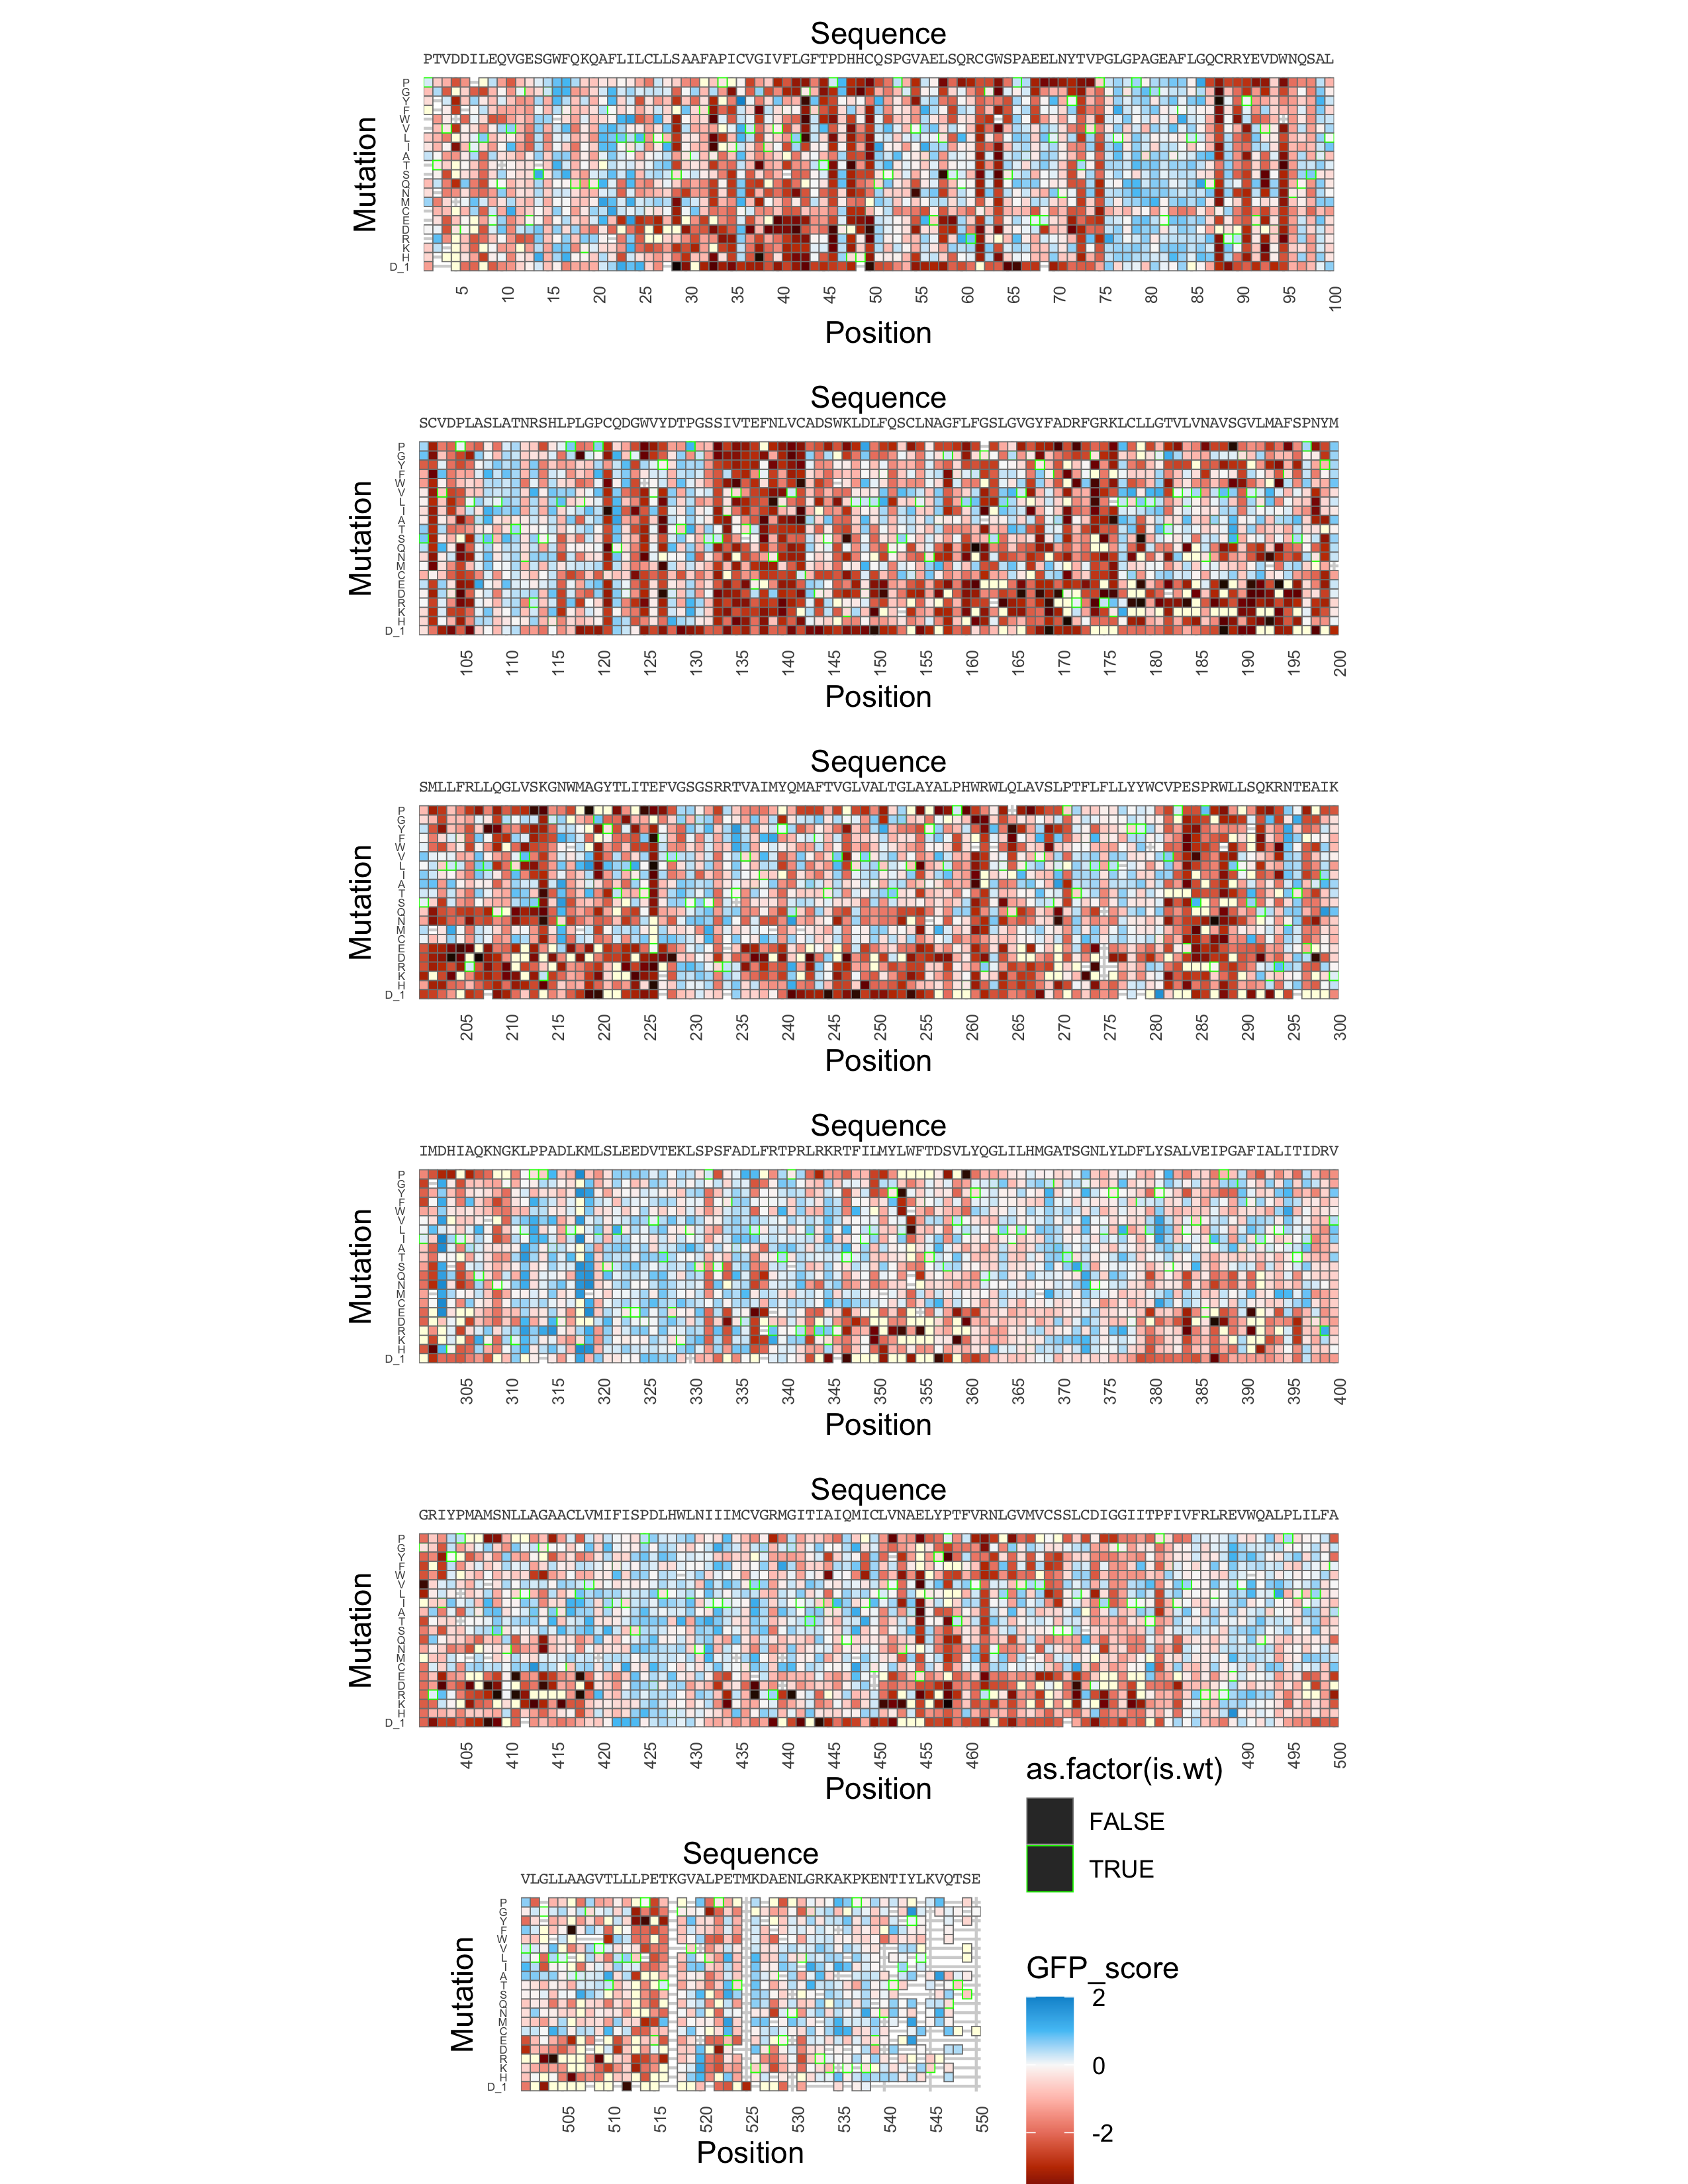 Sequence
PTVDDILEQVGESGWFQKQAFLILCLLSAAFAPICVGIVFLGFTPDHHCQSPGVAELSQRCGWSPAEELNYTVPGLGPAGEAFLGQCRRYEVDWNQSAL
Mutation
P
G
Y
F
W
V
L
I
A
T
S
Q
N
M
C
E
D
R
K
H
D_1
5 10 15 20 25 30 35 40 45 50 55 60 65 70 75 80 85 90 95 100
Position
Sequence
SCVDPLASLATNRSHLPLGPCQDGWVYDTPGSSIVTEFNLVCADSWKLDLFQSCLNAGFLFGSLGVGYFADRFGRKLCLLGTVLVNAVSGVLMAFSPNYM
Mutation
P
G
Y
F
W
V
L
I
A
T
S
Q
N
M
C
E
D
R
K
H
D_1
105 110 115 120 125 130 135 140 145 150 155 160 165 170 175 180 185 190 195 200
Position
Sequence
SMLLFRLLQGLVSKGNWMAGYTLITEFVGSGSRRTVAIMYQMAFTVGLVALTGLAYALPHWRWLQLAVSLPTFLFLLYYWCVPESPRWLLSQKRNTEAIK
Mutation
P
G
Y
F
W
V
L
I
A
T
S
Q
N
M
C
E
D
R
K
H
D_1
205 210 215 220 225 230 235 240 245 250 255 260 265 270 275 280 285 290 295 300
Position
Sequence
IMDHIAQKNGKLPPADLKMLSLEEDVTEKLSPSFADLFRTPRLRKRTFILMYLWFTDSVLYQGLILHMGATSGNLYLDFLYSALVEIPGAFIALITIDRV
Mutation
P
G
Y
F
W
V
L
I
A
T
S
Q
N
M
C
E
D
R
K
H
D_1
305 310 315 320 325 330 335 340 345 350 355 360 365 370 375 380 385 390 395 400
Position
Sequence
GRIYPMAMSNLLAGAACLVMIFISPDLHWLNIIIMCVGRMGITIAIQMICLVNAELYPTFVRNLGVMVCSSLCDIGGIITPFIVFRLREVWQALPLILFA
Mutation
P
G
Y
F
W
V
L
I
A
T
S
Q
N
M
C
E
D
R
K
H
D_1
405 410 415 420 425 430 435 440 445 450 455 460 490 495 500
Position
Sequence
VLGLLAAGVTLLLPETKGVALPETMKDAENLGRKAKPKENTIYLKVQTSE
Mutation
P
G
Y
F
W
V
L
I
A
T
S
Q
N
M
C
E
D
R
K
H
D_1
505 510 515 520 525 530 535 540 545 550
Position
as.factor(is.wt)
FALSE
TRUE
GFP_score
2
0
-2